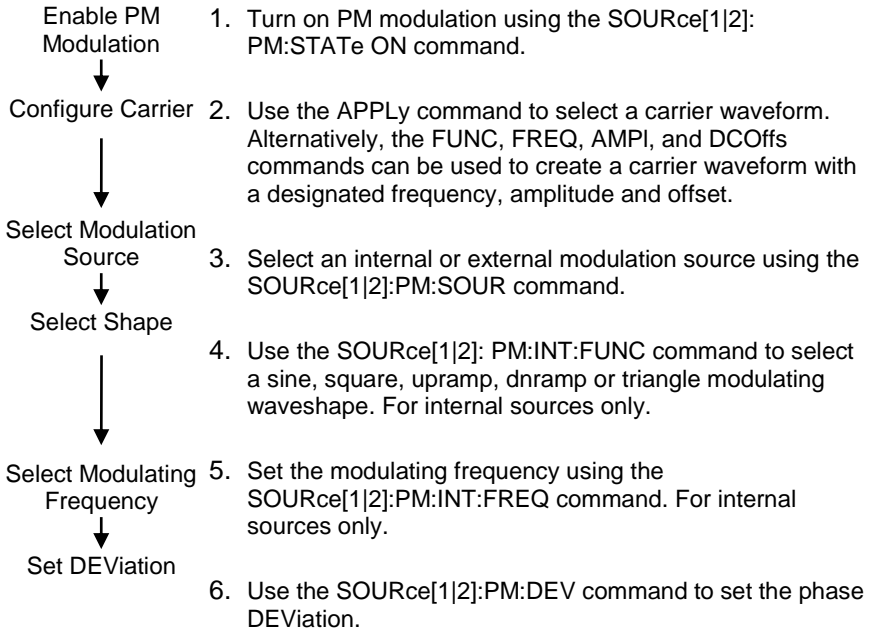 Enable PM
Modulation
1. Turn on PM modulation using the SOURce[1|2]:
PM:STATe ON command.
Configure Carrier
2. Use the APPLy command to select a carrier waveform.
Alternatively, the FUNC, FREQ, AMPl, and DCOffs
commands can be used to create a carrier waveform with
a designated frequency, amplitude and offset.
Select Modulation
Source
3. Select an internal or external modulation source using the
SOURce[1|2]:PM:SOUR command.
Select Shape
4. Use the SOURce[1|2]: PM:INT:FUNC command to select
a sine, square, upramp, dnramp or triangle modulating
waveshape. For internal sources only.
Select Modulating
Frequency
5. Set the modulating frequency using the
SOURce[1|2]:PM:INT:FREQ command. For internal
sources only.
Set DEViation
6. Use the SOURce[1|2]:PM:DEV command to set the phase
DEViation.